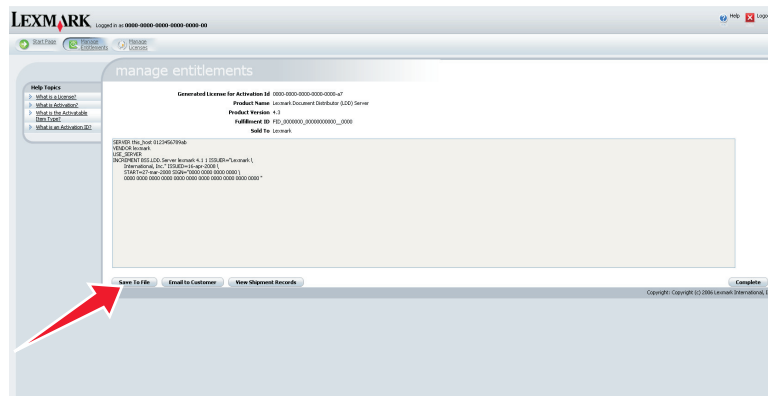 LEXMARK Logged in as 0000-0000-0000-0000-0000-00
Help Logo
Start Page Manage Entitlements Manage Licenses
manage entitlements
Help Topics
What is a License?
What is Activation?
What is the Activatable
Item Type?
What is an Activation ID?
Generated License for Activation Id 0000-0000-0000-0000-0000-a7
Product Name Lexmark Document Distributor (LDD) Server
Product Version 4.3
Fulfillment ID FID_0000000_00000000000__0000
Sold To Lexmark
SERVER this_host 0123456789ab
VENDOR lexmark
USE_SERVER
INCREMENT BSS.LDD. Server lexmark 4.1 1 ISSUER="Lexmark \
International, Inc." ISSUED=16-apr-2008 \
START=27-mar-2008 SIGN="0000 0000 0000 0000 \
0000 0000 0000 0000 0000 0000 0000 0000 0000 0000 0000 "
Save To File Email to Customer View Shipment Records Complete
Copyright: Copyright (c) 2006 Lexmark International, I